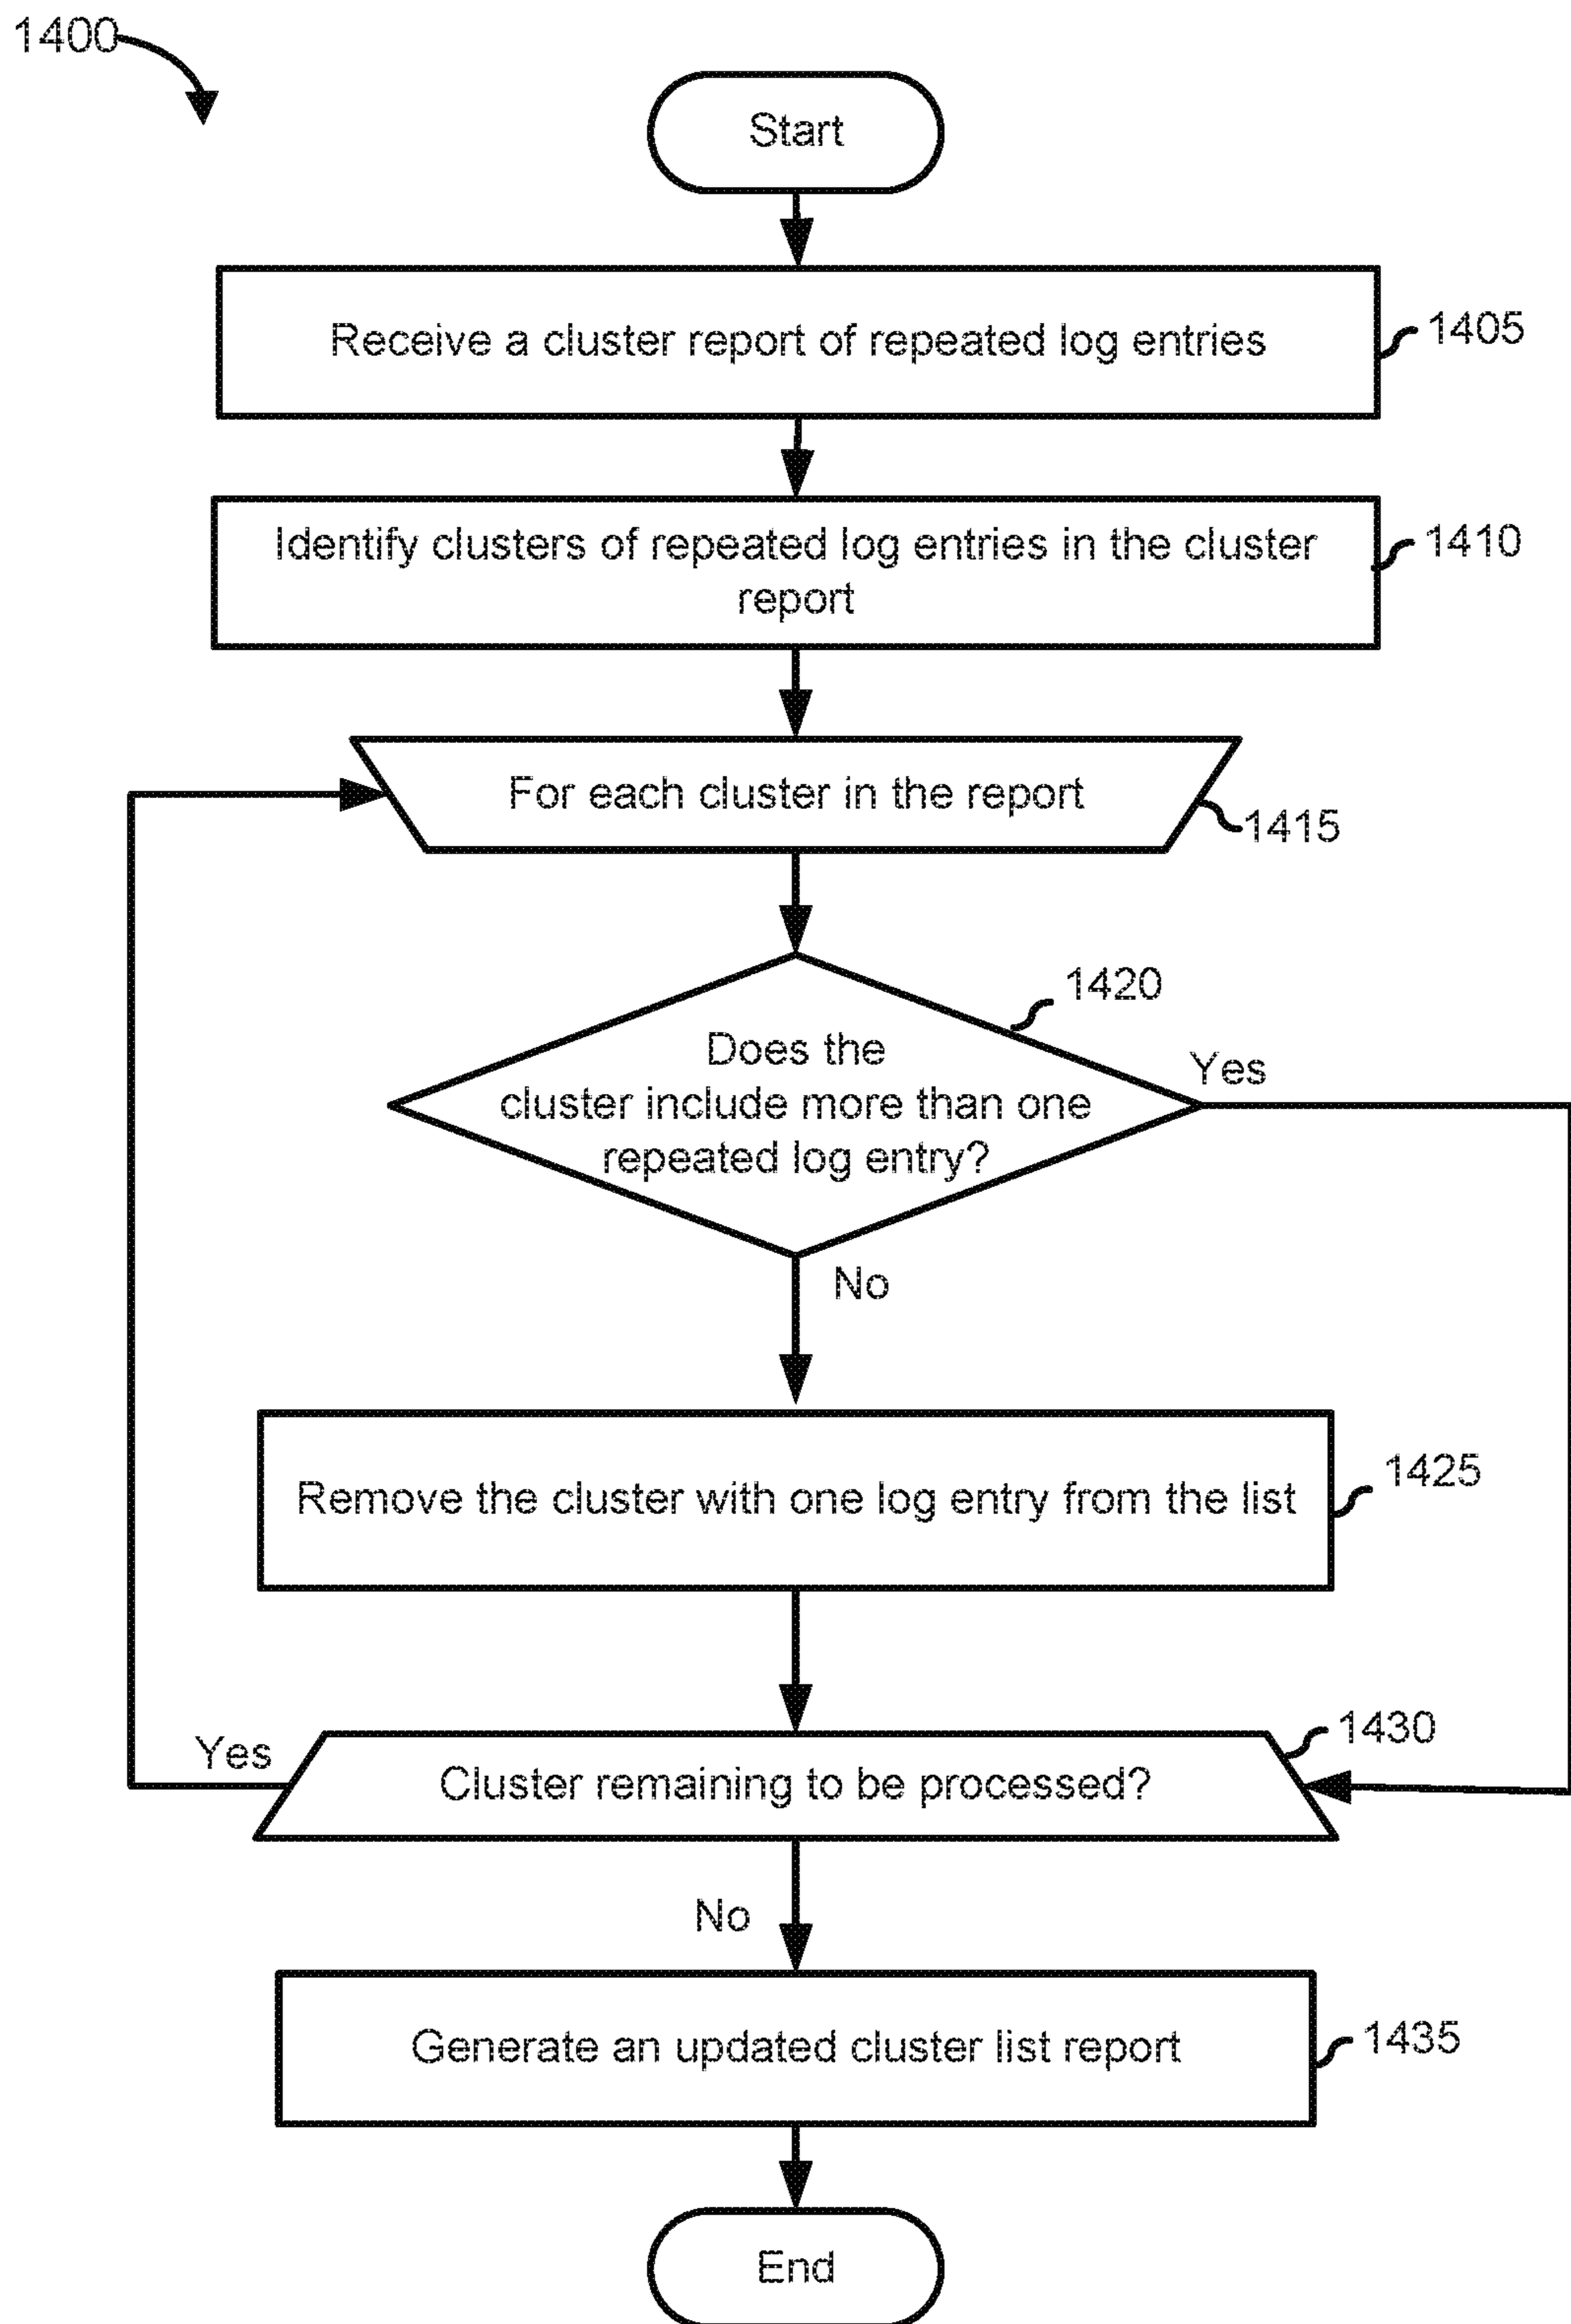 1400
Start
Receive a cluster report of repeated log entries
1405
Identify clusters of repeated log entries in the cluster
report
1410
For each cluster in the report
1415
1420
Does the
cluster include more than one
repeated log entry?
Yes
No
Remove the cluster with one log entry from the list
1425
Yes
Cluster remaining to be processed?
1430
No
Generate an updated cluster list report
1435
End